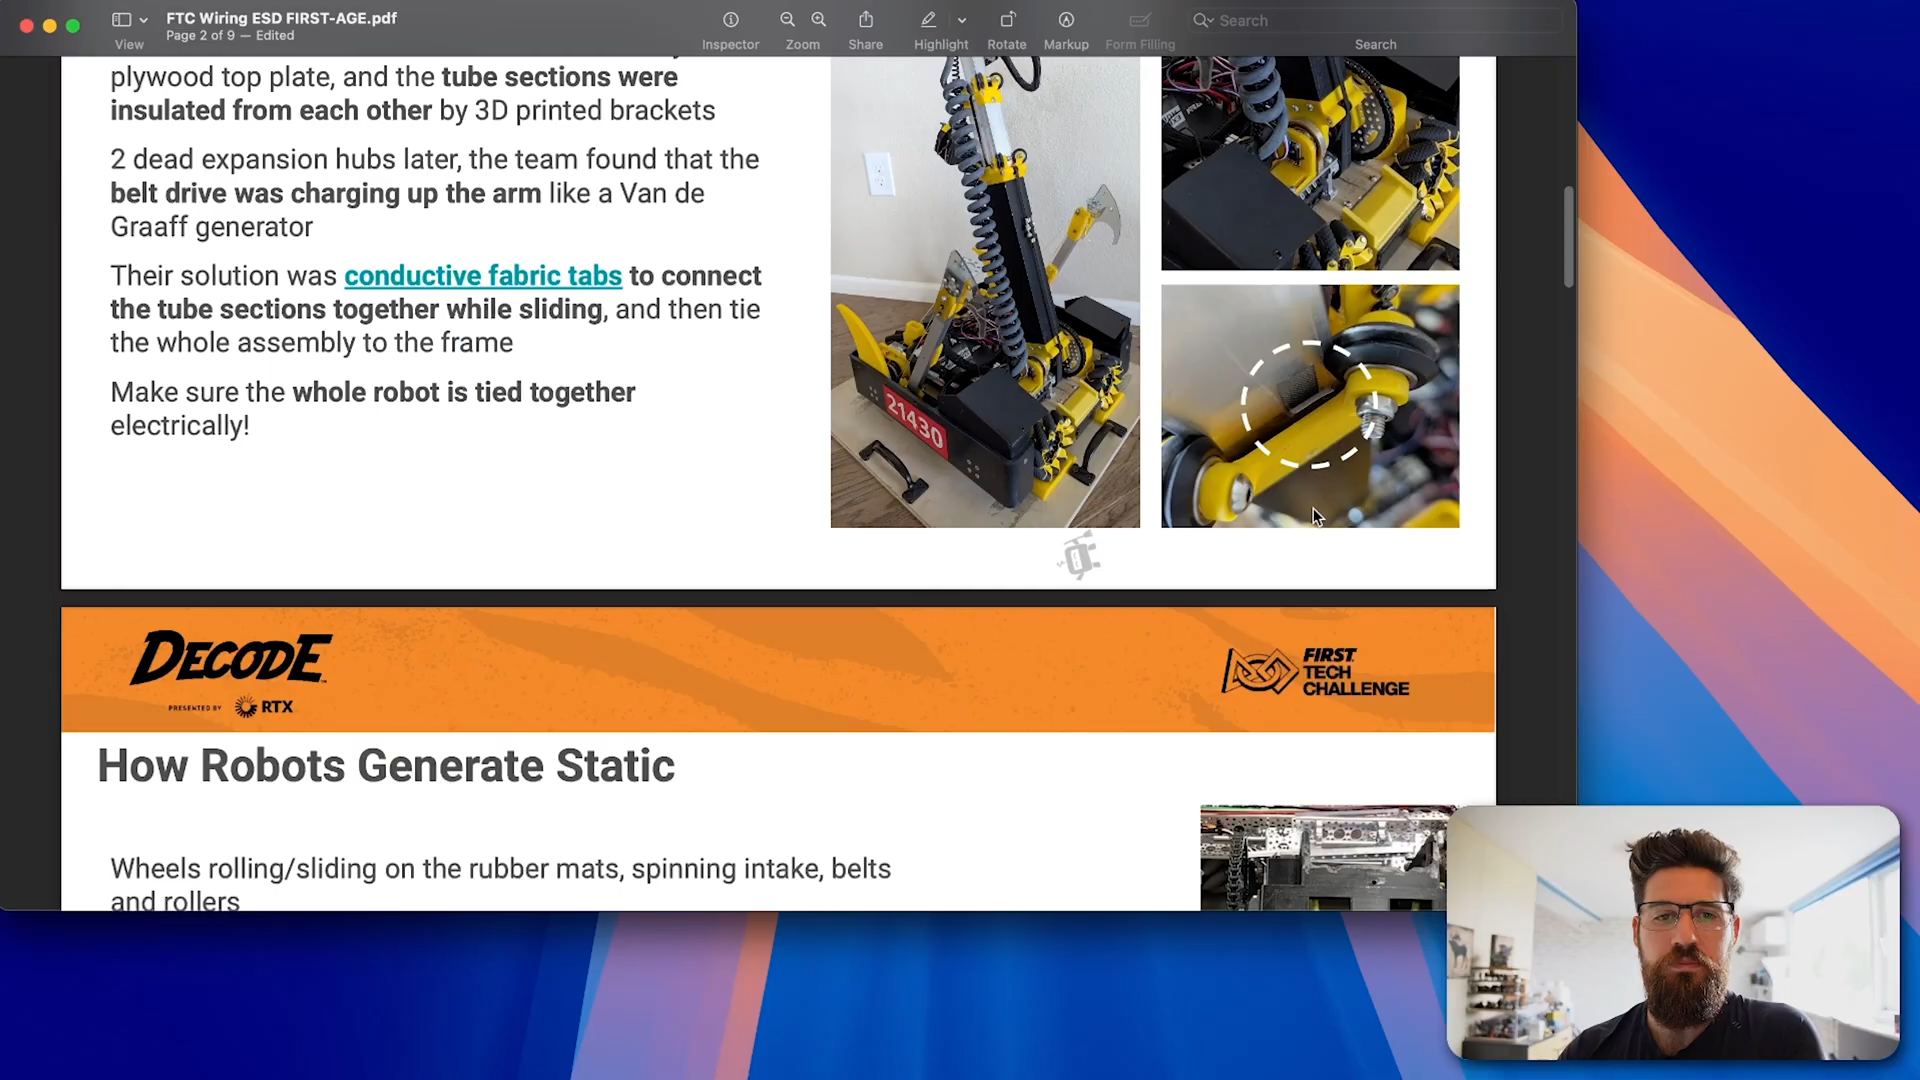 FTC Wiring ESD FIRST-AGE.pdf
Page 2 of 9 — Edited
View
Inspector
Zoom
Share
Highlight
Rotate
Markup
Form Filling
Search
Search
plywood top plate, and the tube sections were
insulated from each other by 3D printed brackets
2 dead expansion hubs later, the team found that the
belt drive was charging up the arm like a Van de
Graaff generator
Their solution was conductive fabric tabs to connect
the tube sections together while sliding, and then tie
the whole assembly to the frame
Make sure the whole robot is tied together
electrically!
21430
DECODE
PRESENTED BY RTX
FIRST
TECH
CHALLENGE
How Robots Generate Static
Wheels rolling/sliding on the rubber mats, spinning intake, belts
and rollers